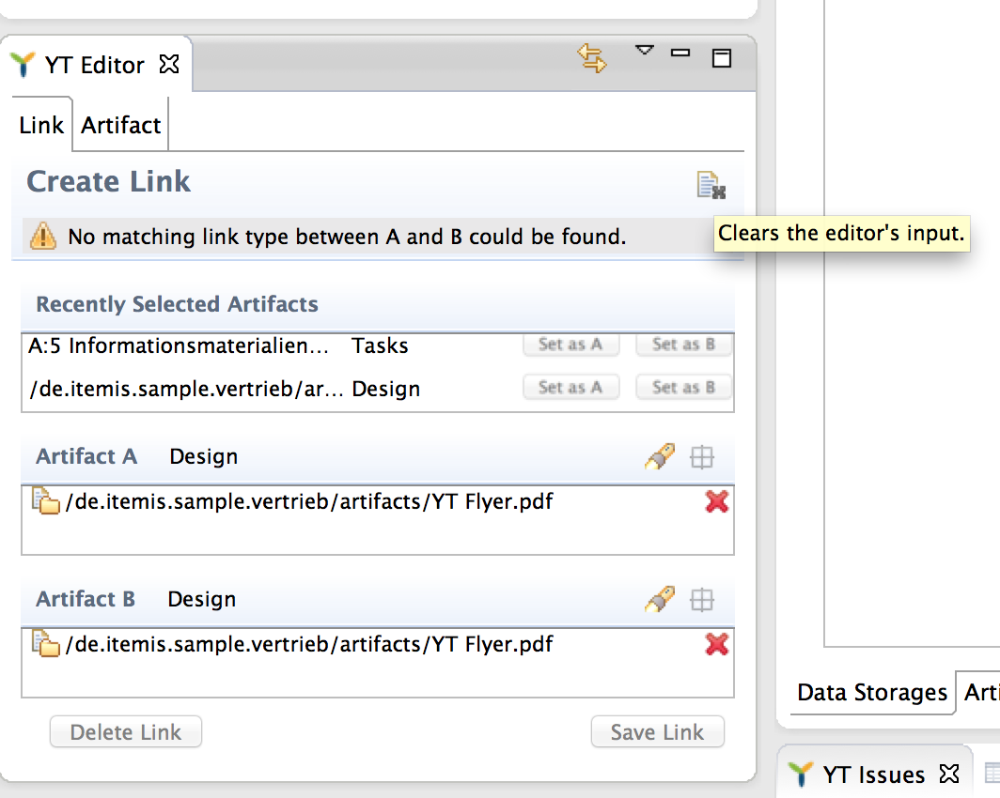 YT Editor
Link Artifact
Create Link
No matching link type between A and B could be found.
Clears the editor's input.
Recently Selected Artifacts
A:5 Informationsmaterialien... Tasks Set as A Set as B
/de.itemis.sample.vertrieb/ar... Design Set as A Set as B
Artifact A Design
/de.itemis.sample.vertrieb/artifacts/YT Flyer.pdf
Artifact B Design
/de.itemis.sample.vertrieb/artifacts/YT Flyer.pdf
Delete Link Save Link
Data Storages Arti
YT Issues